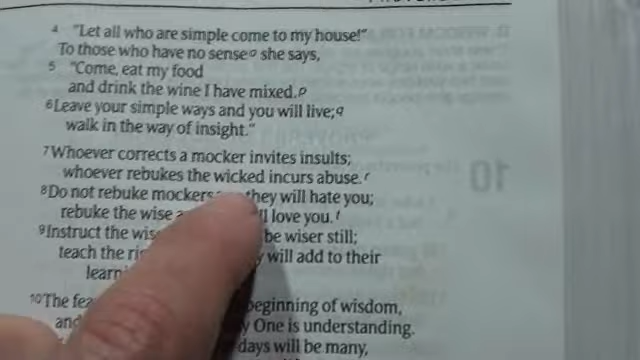 4 "Let all who are simple come to my house!"
To those who have no sense o she says,
5 "Come, eat my food
and drink the wine I have mixed. p
6 Leave your simple ways and you will live; q
walk in the way of insight."
7 Whoever corrects a mocker invites insults;
whoever rebukes the wicked incurs abuse. r
8 Do not rebuke mockers they will hate you;
rebuke the wise love you. t
9 Instruct the be wiser still;
teach the will add to their
10 The beginning of wisdom,
One is understanding.
days will be many,
10